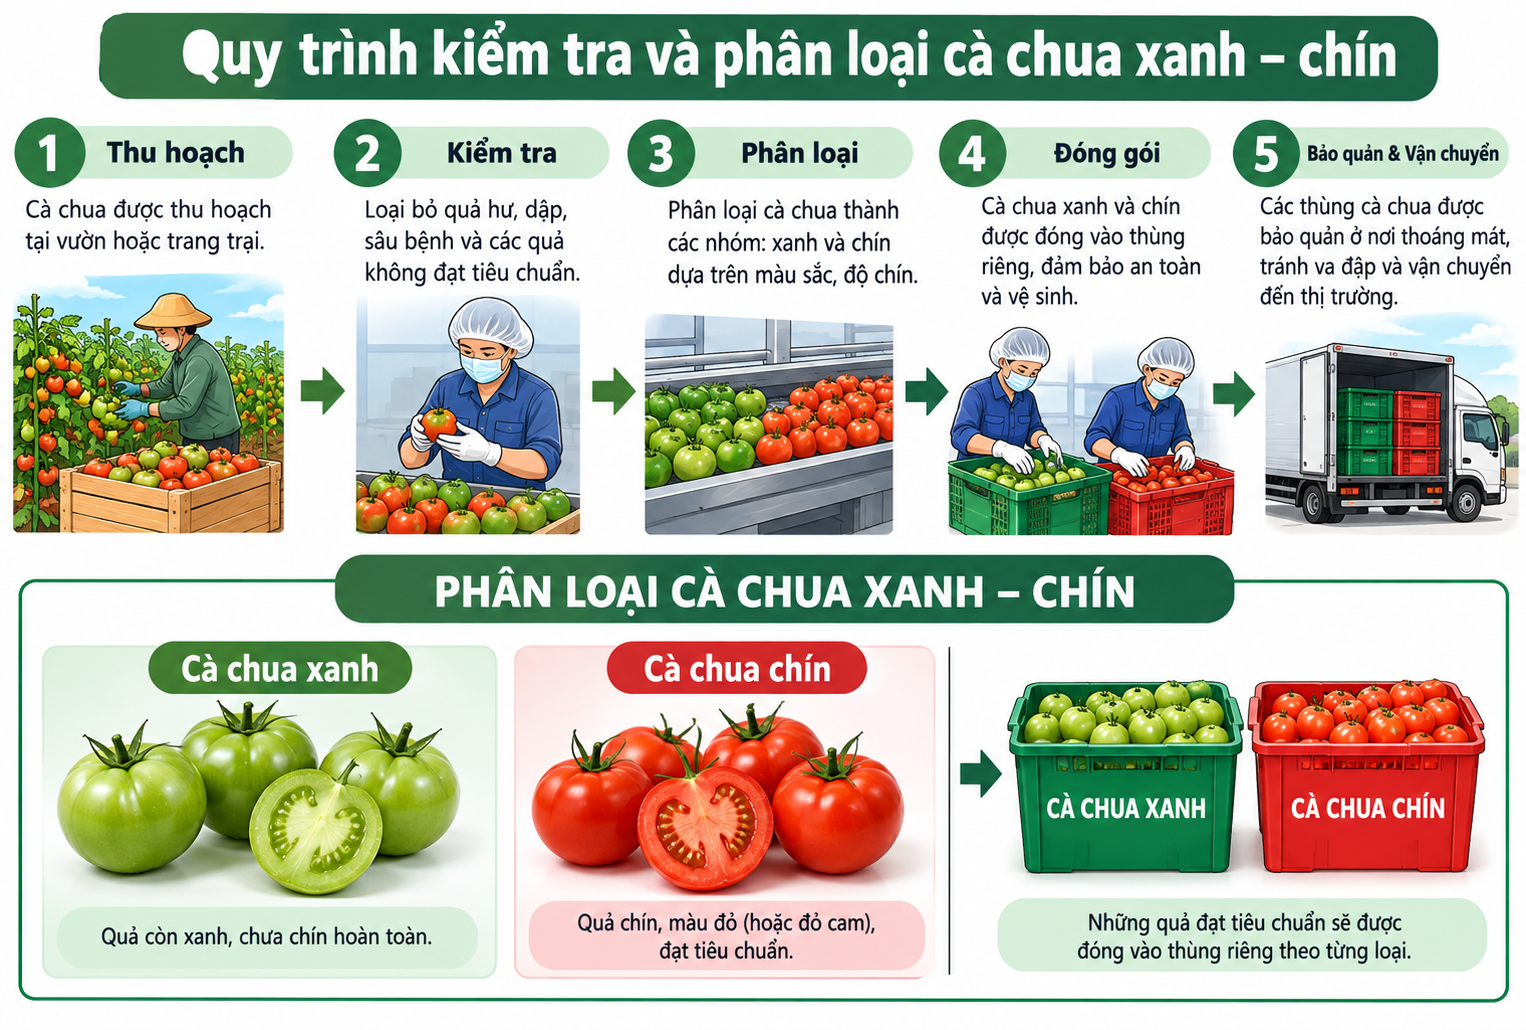 Quy trình kiểm tra và phân loại cà chua xanh – chín
1 Thu hoạch
Cà chua được thu hoạch
tại vườn hoặc trang trại.
2 Kiểm tra
Loại bỏ quả hư, dập,
sâu bệnh và các quả
không đạt tiêu chuẩn.
3 Phân loại
Phân loại cà chua thành
các nhóm: xanh và chín
dựa trên màu sắc, độ chín.
4 Đóng gói
Cà chua xanh và chín
được đóng vào thùng
riêng, đảm bảo an toàn
và vệ sinh.
5 Bảo quản & Vận chuyển
Các thùng cà chua được
bảo quản ở nơi thoáng mát,
tránh va đập và vận chuyển
đến thị trường.
PHÂN LOẠI CÀ CHUA XANH – CHÍN
Cà chua xanh
Quả còn xanh, chưa chín hoàn toàn.
Cà chua chín
Quả chín, màu đỏ (hoặc đỏ cam),
đạt tiêu chuẩn.
CÀ CHUA XANH
CÀ CHUA CHÍN
Những quả đạt tiêu chuẩn sẽ được
đóng vào thùng riêng theo từng loại.